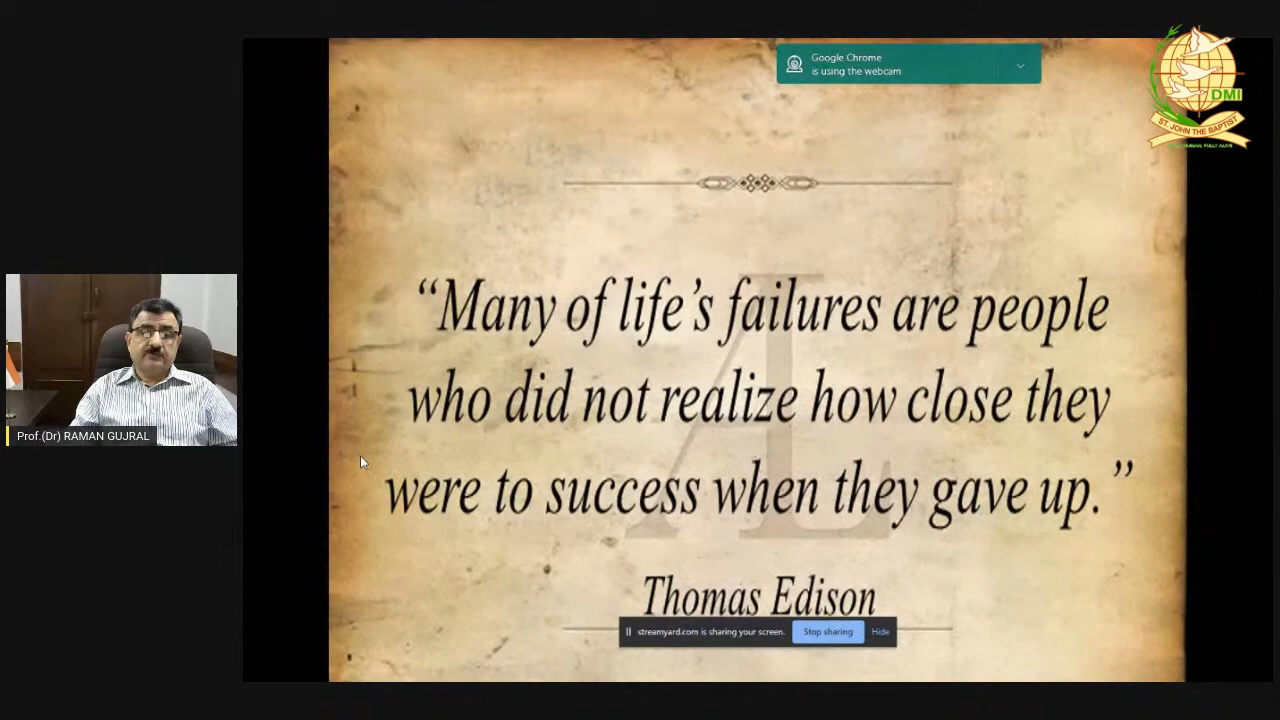 Google Chrome
is using the webcam
DMI
ST. JOHN THE BAPTIST
“Many of life’s failures are people
who did not realize how close they
were to success when they gave up.”
Thomas Edison
streamyard.com is sharing your screen.
Stop sharing
Hide
Prof.(Dr) RAMAN GUJRAL